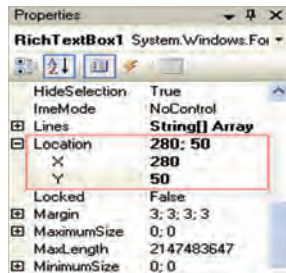 Properties
RichTextBox1 System.Windows.For
HideSelection True
ImeMode NoControl
Lines String[] Array
Location 280; 50
X 280
Y 50
Locked False
Margin 3; 3; 3; 3
MaximumSize 0; 0
MaxLength 2147483647
MinimumSize 0; 0